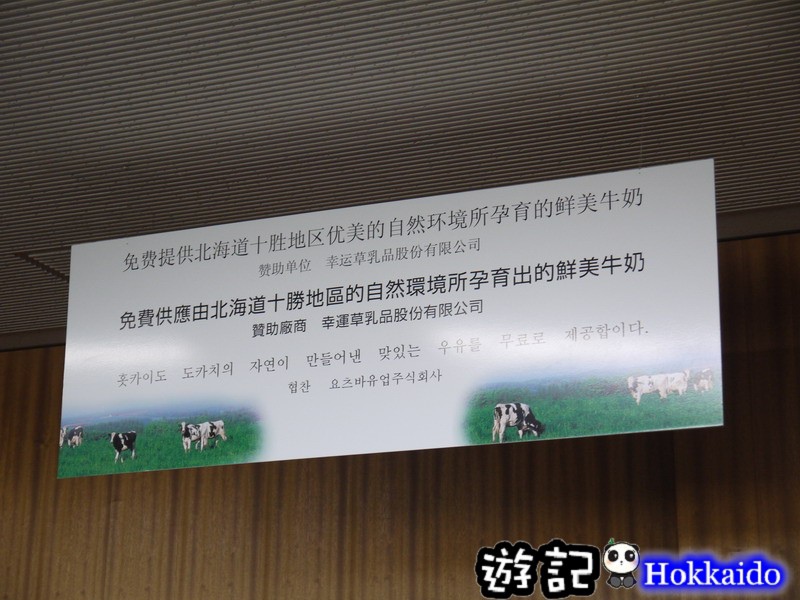 免费提供北海道十胜地区优美的自然环境所孕育的鲜美牛奶
赞助单位　幸运草乳品股份有限公司
免費供應由北海道十勝地區的自然環境所孕育出的鮮美牛奶
贊助廠商　幸運草乳品股份有限公司
홋카이도 도카치의 자연이 만들어낸 맛있는 우유를 무료로 제공합이다.
협찬　요츠바유업주식회사
遊記 Hokkaido